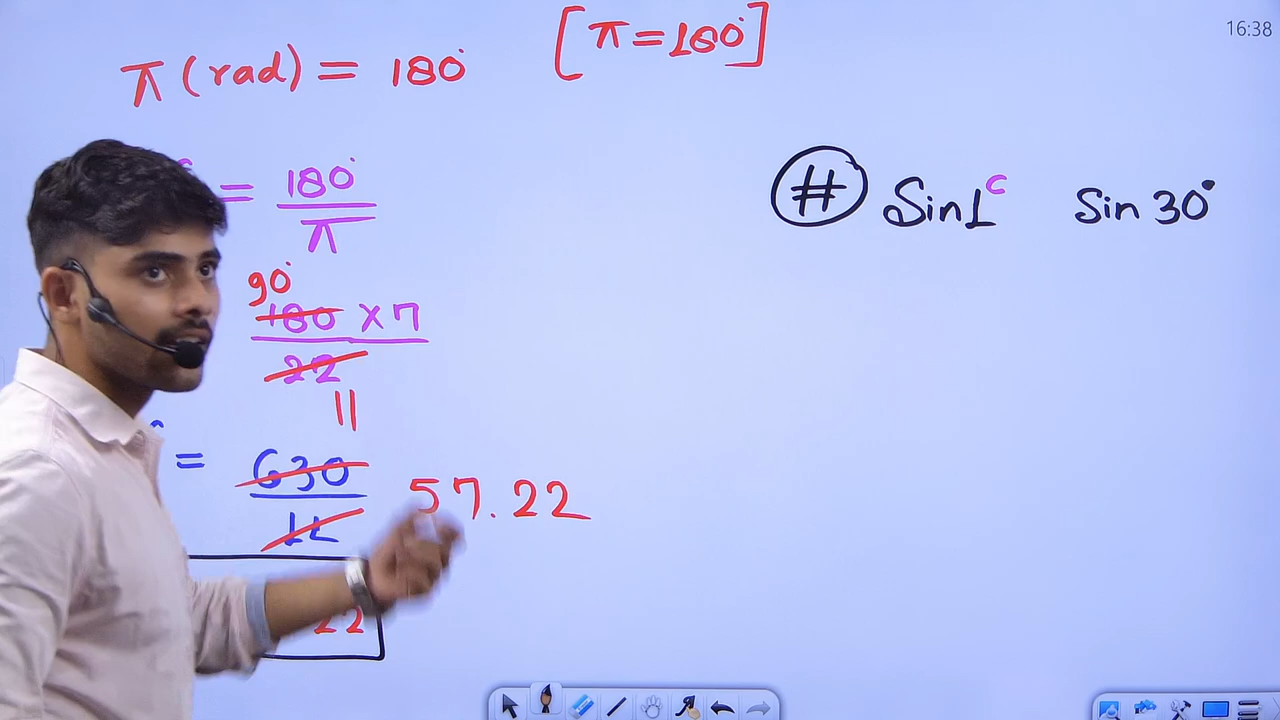 π (rad) = 180° [π = 180°]
16:38
= 180° / π
# Sin1ᶜ Sin 30°
90°
180 × 7 / 22
11
= 630 / 11 57.22
22